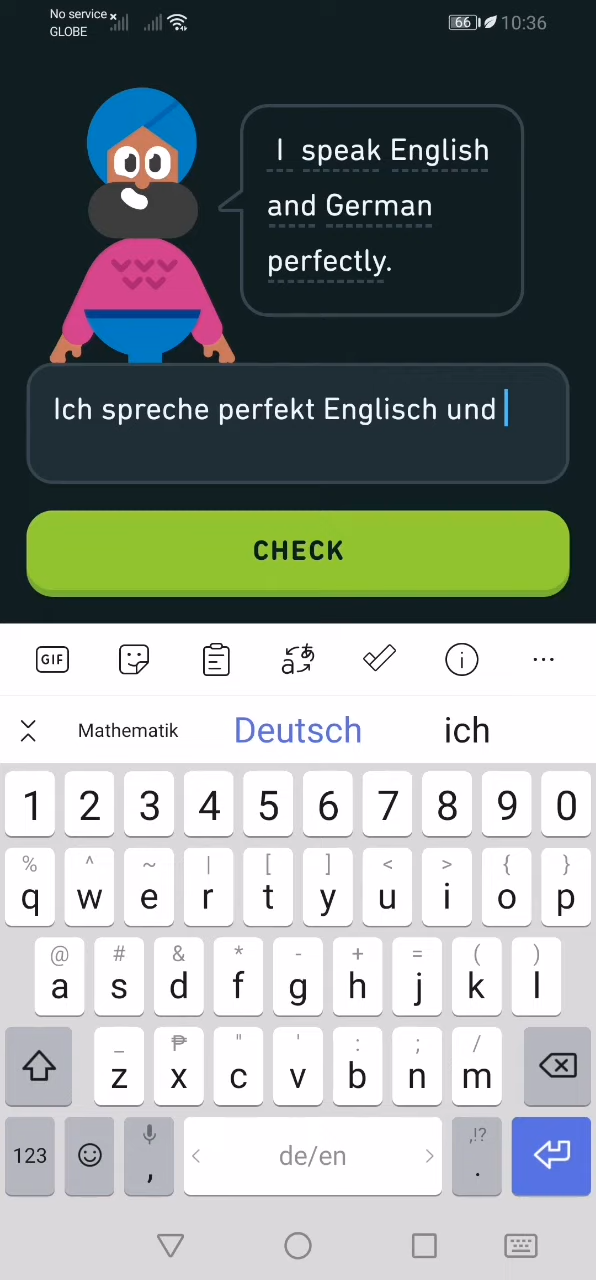 No service
GLOBE
66 10:36
I speak English
and German
perfectly.
Ich spreche perfekt Englisch und
CHECK
GIF
Mathematik Deutsch ich
1 2 3 4 5 6 7 8 9 0
% ^ ~ | [ ] < > { }
q w e r t y u i o p
@ # & * - + = ( )
a s d f g h j k l
_ ₱ " ' : ; /
z x c v b n m
,!?
123 , < de/en > .